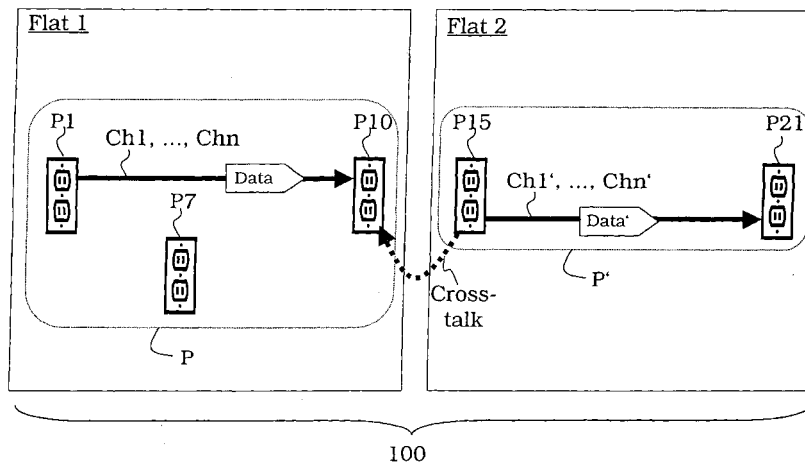 Flat 1
Flat 2
P1
Ch1, ..., Chn
P10
Data
P7
P15
P21
Ch1‘, ..., Chn‘
Data‘
Cross-
talk
P
P‘
100